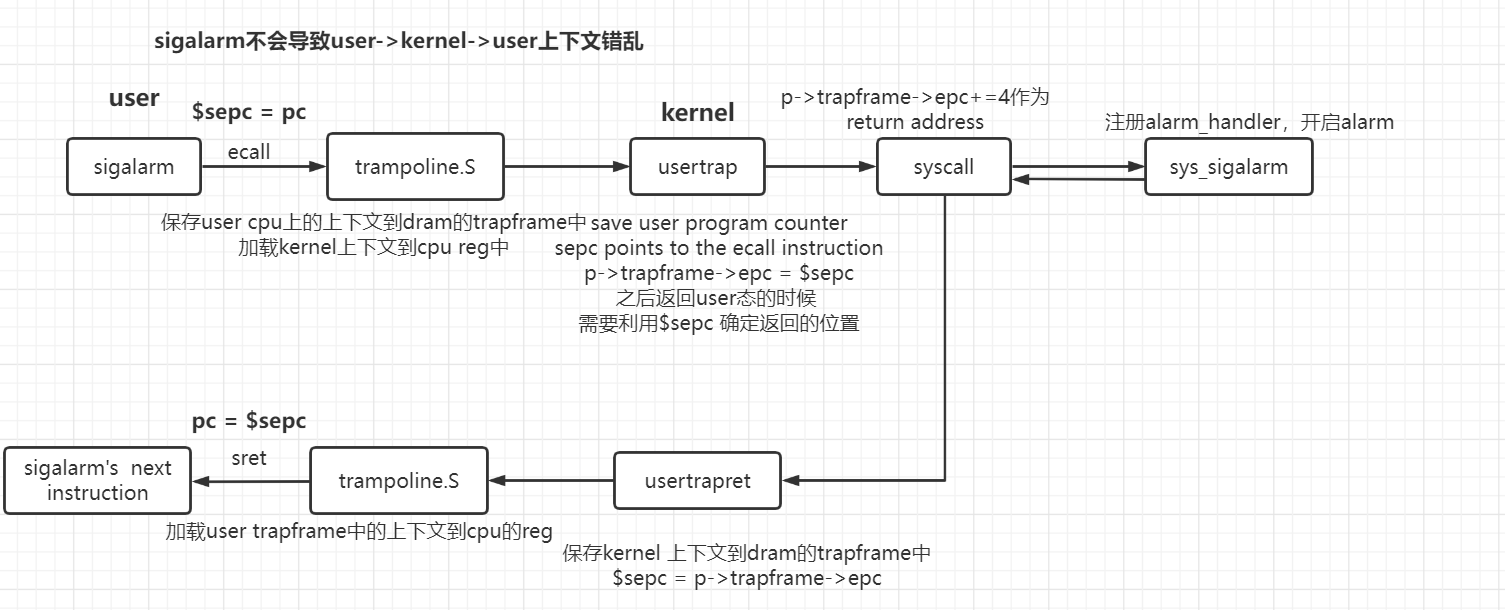 sigalarm不会导致user->kernel->user上下文错乱
user
$sepc = pc
kernel
p->trapframe->epc+=4作为
return address
注册alarm_handler，开启alarm
sigalarm
ecall
trampoline.S
usertrap
syscall
sys_sigalarm
保存user cpu上的上下文到dram的trapframe中
加载kernel上下文到cpu reg中
save user program counter
sepc points to the ecall instruction
p->trapframe->epc = $sepc
之后返回user态的时候
需要利用$sepc 确定返回的位置
pc = $sepc
sret
sigalarm's next
instruction
trampoline.S
usertrapret
加载user trapframe中的上下文到cpu的reg
保存kernel 上下文到dram的trapframe中
$sepc = p->trapframe->epc